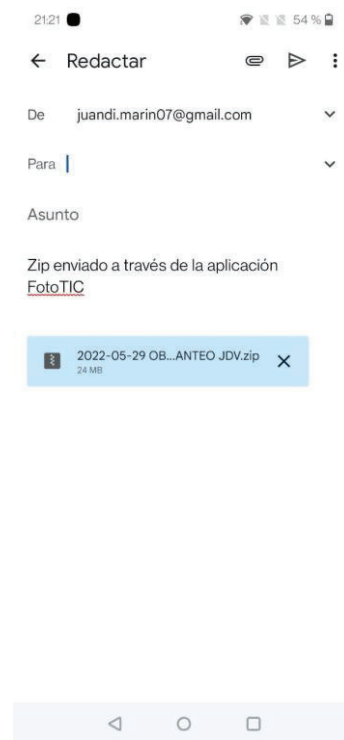 21:21 54 %
Redactar
De juandi.marin07@gmail.com
Para
Asunto
Zip enviado a través de la aplicación
FotoTIC
2022-05-29 OB...ANTEO JDV.zip
24 MB